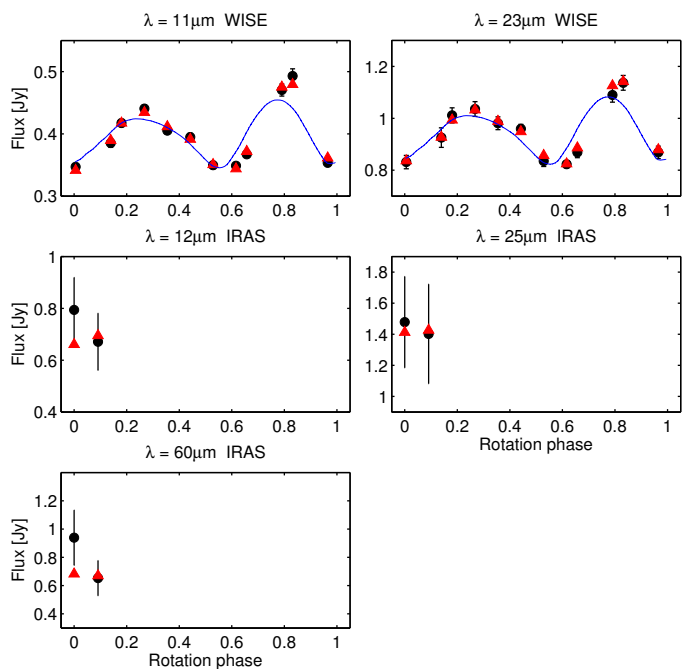 λ = 11μm WISE
Flux [Jy]
0.5
0.4
0.3
0 0.2 0.4 0.6 0.8 1
λ = 23μm WISE
1.2
1
0.8
0 0.2 0.4 0.6 0.8 1
λ = 12μm IRAS
Flux [Jy]
1
0.8
0.6
0.4
0 0.2 0.4 0.6 0.8 1
λ = 25μm IRAS
1.8
1.6
1.4
1.2
1
0 0.2 0.4 0.6 0.8 1
Rotation phase
λ = 60μm IRAS
Flux [Jy]
1.2
1
0.8
0.6
0.4
0 0.2 0.4 0.6 0.8 1
Rotation phase